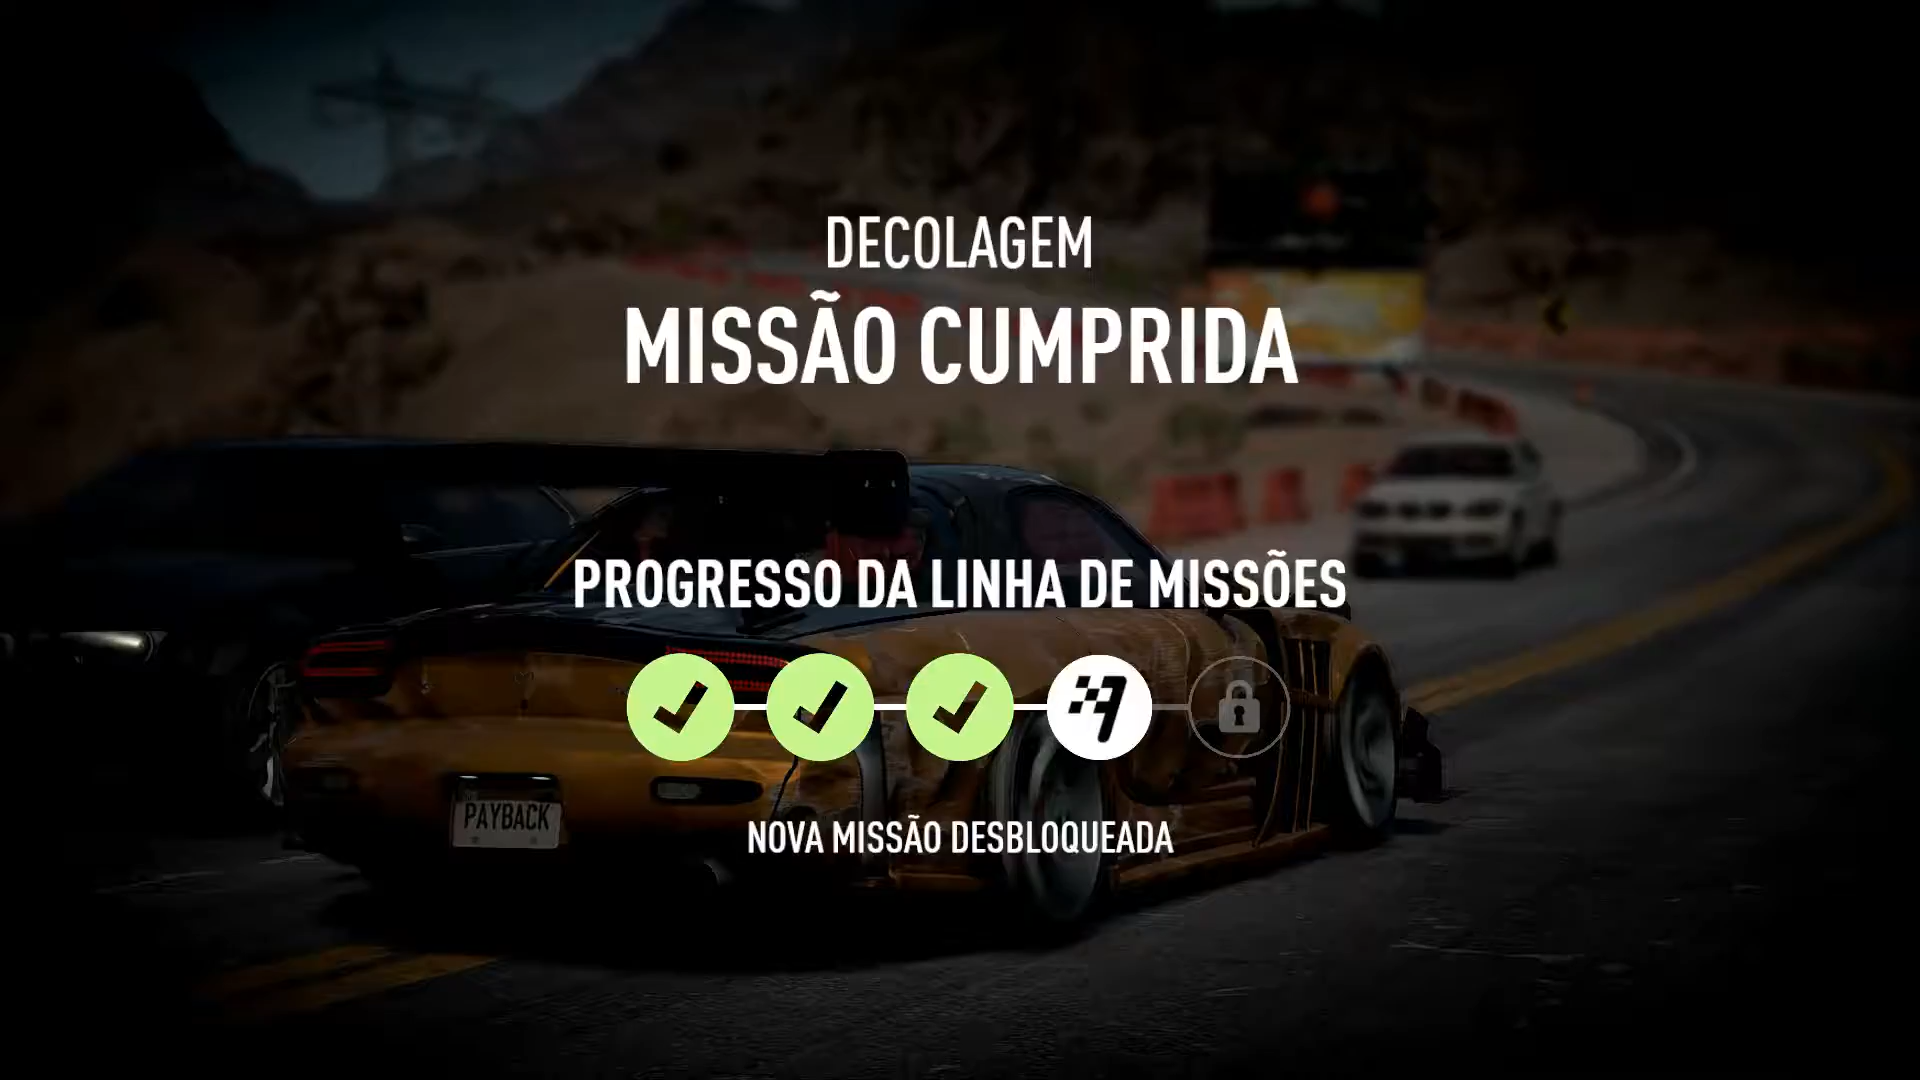 DECOLAGEM
MISSÃO CUMPRIDA
PROGRESSO DA LINHA DE MISSÕES
PAYBACK
NOVA MISSÃO DESBLOQUEADA